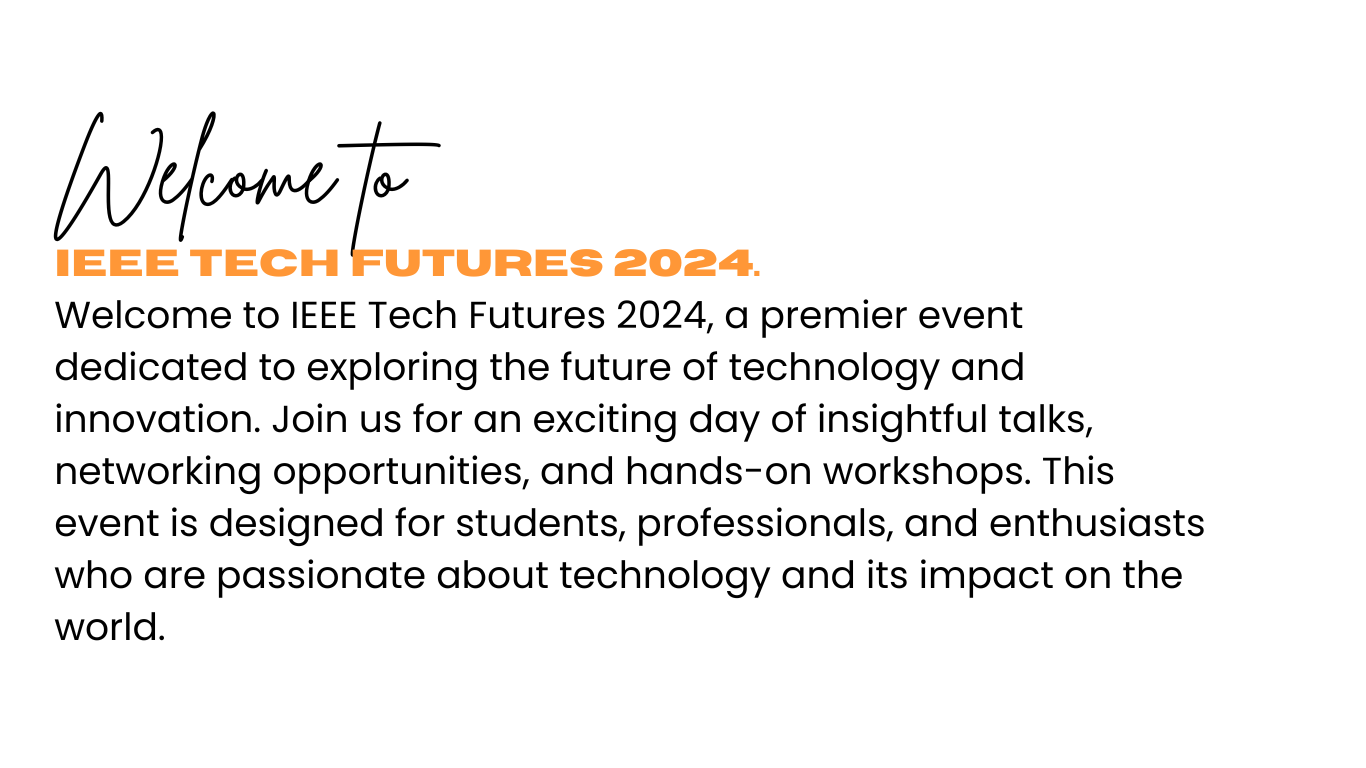 Welcome to
IEEE TECH FUTURES 2024.
Welcome to IEEE Tech Futures 2024, a premier event
dedicated to exploring the future of technology and
innovation. Join us for an exciting day of insightful talks,
networking opportunities, and hands-on workshops. This
event is designed for students, professionals, and enthusiasts
who are passionate about technology and its impact on the
world.